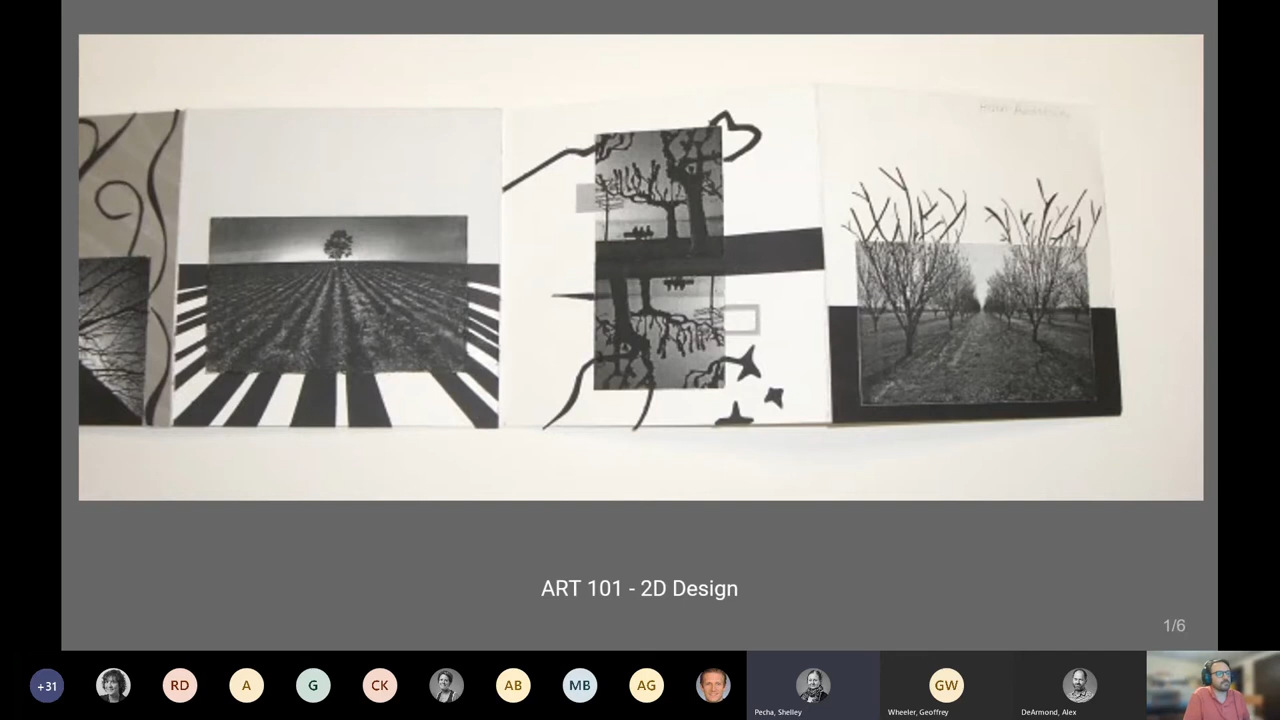 ART 101 - 2D Design
1/6
+31
RD
A
G
CK
AB
MB
AG
GW
Pecha, Shelley
Wheeler, Geoffrey
DeArmond, Alex